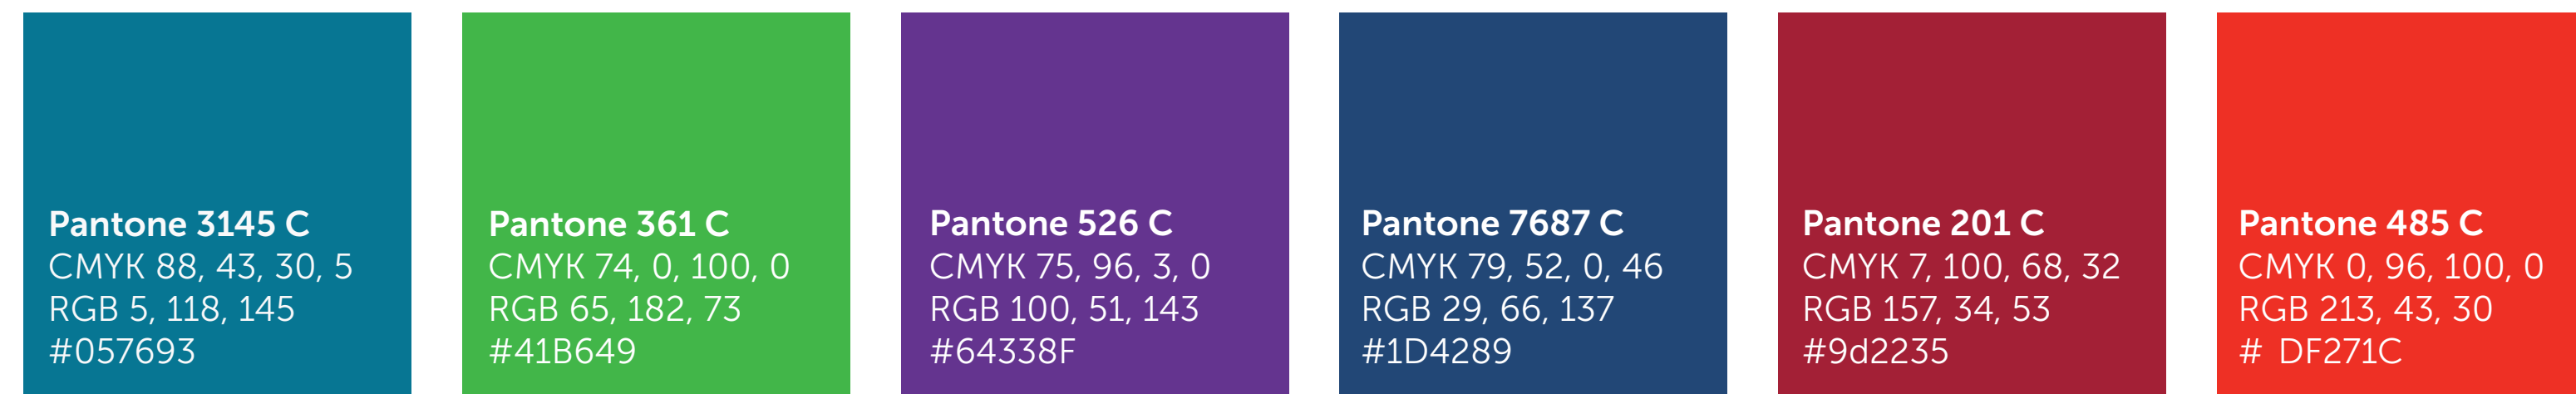 Pantone 3145 C
CMYK 88, 43, 30, 5
RGB 5, 118, 145
#057693
Pantone 361 C
CMYK 74, 0, 100, 0
RGB 65, 182, 73
#41B649
Pantone 526 C
CMYK 75, 96, 3, 0
RGB 100, 51, 143
#64338F
Pantone 7687 C
CMYK 79, 52, 0, 46
RGB 29, 66, 137
#1D4289
Pantone 201 C
CMYK 7, 100, 68, 32
RGB 157, 34, 53
#9d2235
Pantone 485 C
CMYK 0, 96, 100, 0
RGB 213, 43, 30
# DF271C